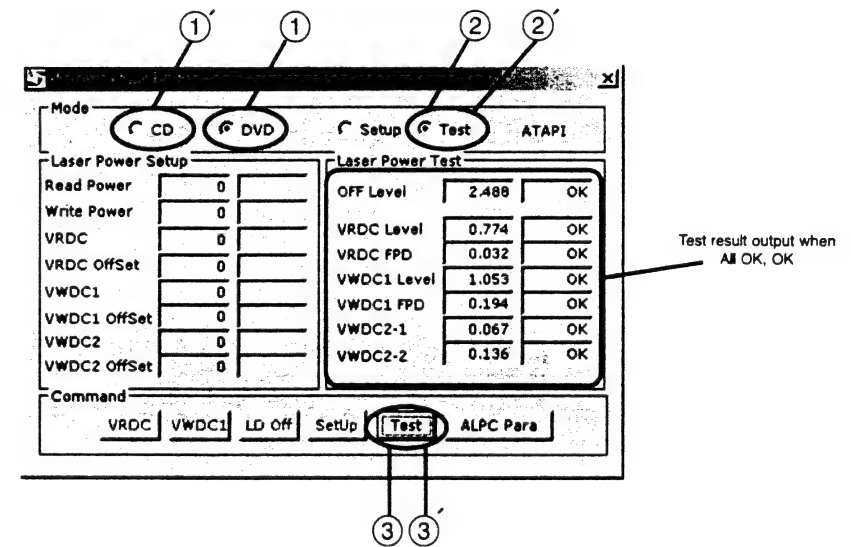 ①´ ① ② ②´
Mode
CD DVD Setup Test ATAPI
Laser Power Setup
Read Power 0
Write Power 0
VRDC 0
VRDC OffSet 0
VWDC1 0
VWDC1 OffSet 0
VWDC2 0
VWDC2 OffSet 0
Laser Power Test
OFF Level 2.488 OK
VRDC Level 0.774 OK
VRDC FPD 0.032 OK
VWDC1 Level 1.053 OK
VWDC1 FPD 0.194 OK
VWDC2-1 0.067 OK
VWDC2-2 0.136 OK
Test result output when
All OK, OK
Command
VRDC VWDC1 LD Off SetUp Test ALPC Para
③ ③´